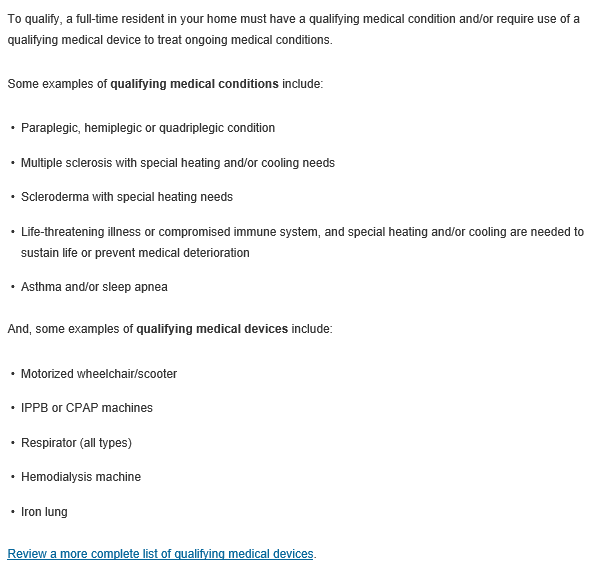 To qualify, a full-time resident in your home must have a qualifying medical condition and/or require use of a
qualifying medical device to treat ongoing medical conditions.
Some examples of qualifying medical conditions include:
• Paraplegic, hemiplegic or quadriplegic condition
• Multiple sclerosis with special heating and/or cooling needs
• Scleroderma with special heating needs
• Life-threatening illness or compromised immune system, and special heating and/or cooling are needed to
sustain life or prevent medical deterioration
• Asthma and/or sleep apnea
And, some examples of qualifying medical devices include:
• Motorized wheelchair/scooter
• IPPB or CPAP machines
• Respirator (all types)
• Hemodialysis machine
• Iron lung
Review a more complete list of qualifying medical devices.